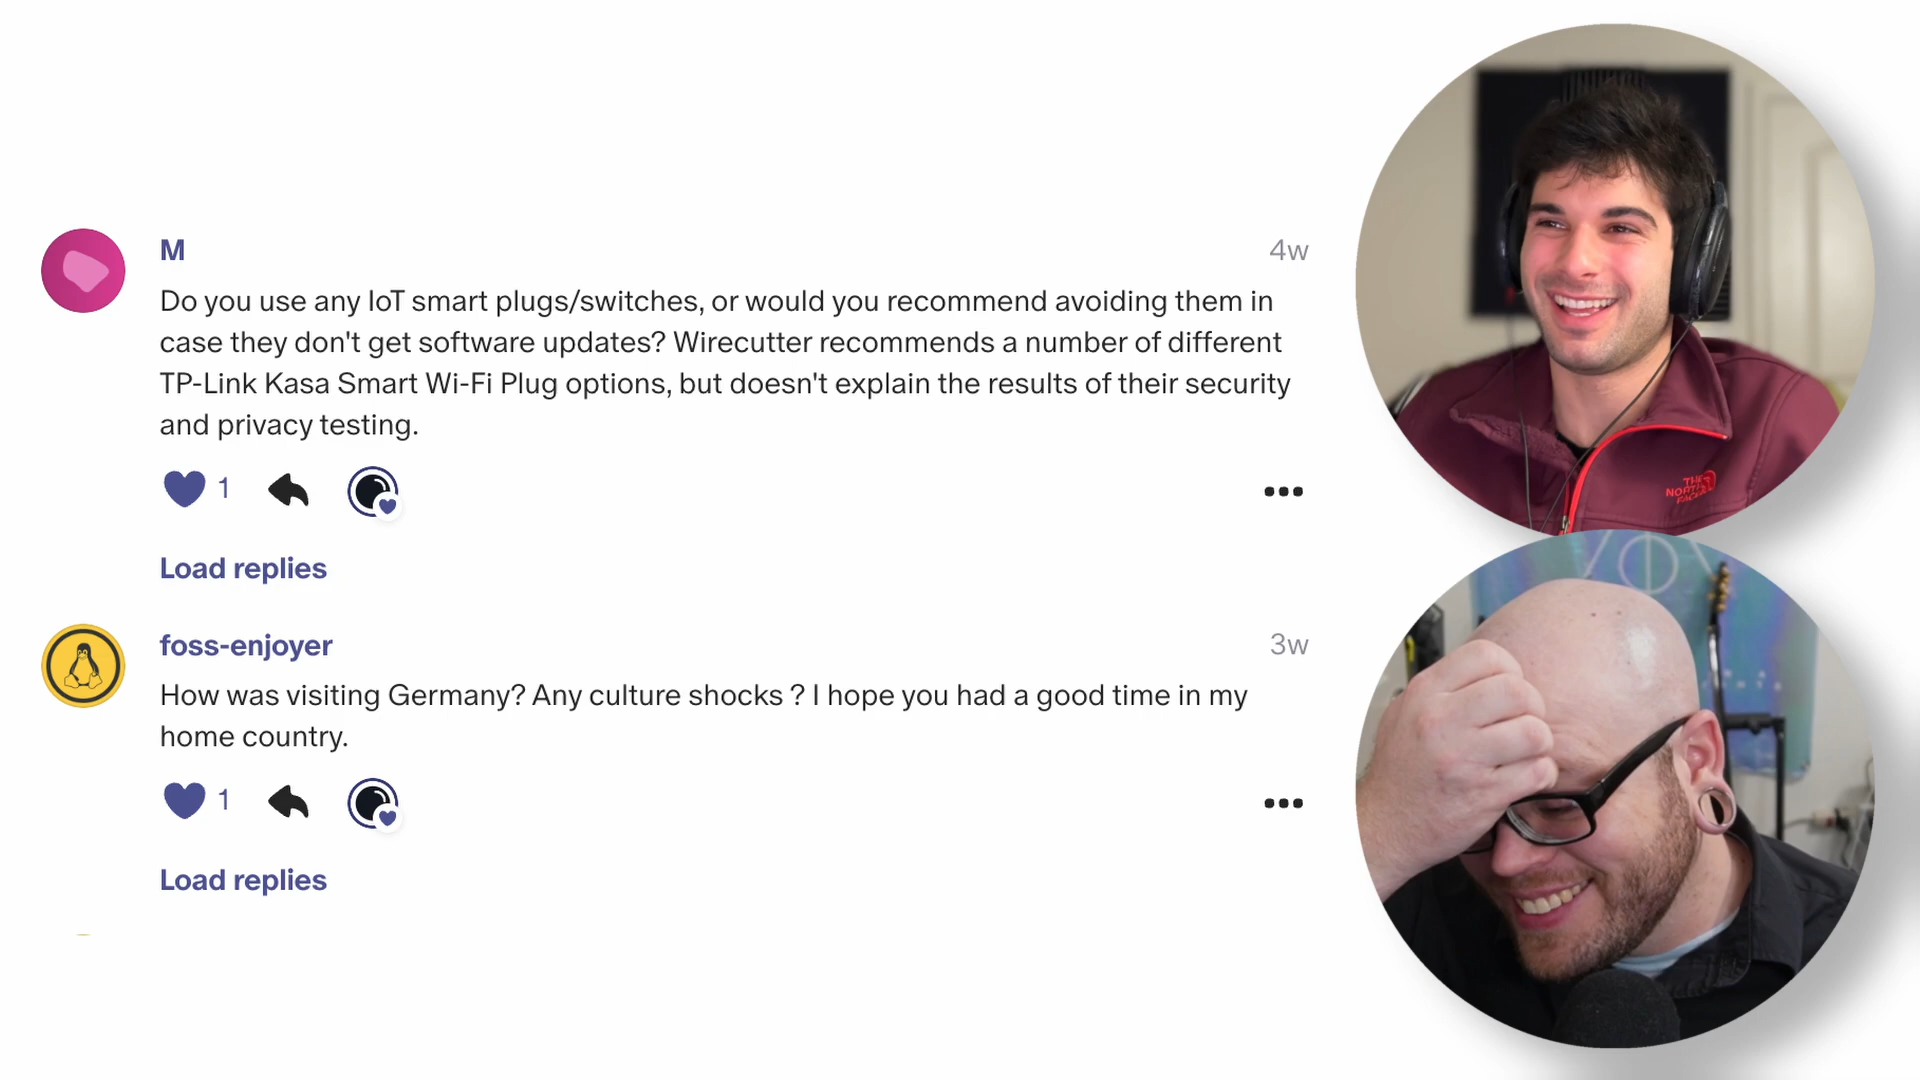 M
4w
Do you use any IoT smart plugs/switches, or would you recommend avoiding them in
case they don't get software updates? Wirecutter recommends a number of different
TP-Link Kasa Smart Wi-Fi Plug options, but doesn't explain the results of their security
and privacy testing.
1
Load replies
foss-enjoyer
3w
How was visiting Germany? Any culture shocks ? I hope you had a good time in my
home country.
1
Load replies
THE
NORTH
FACE